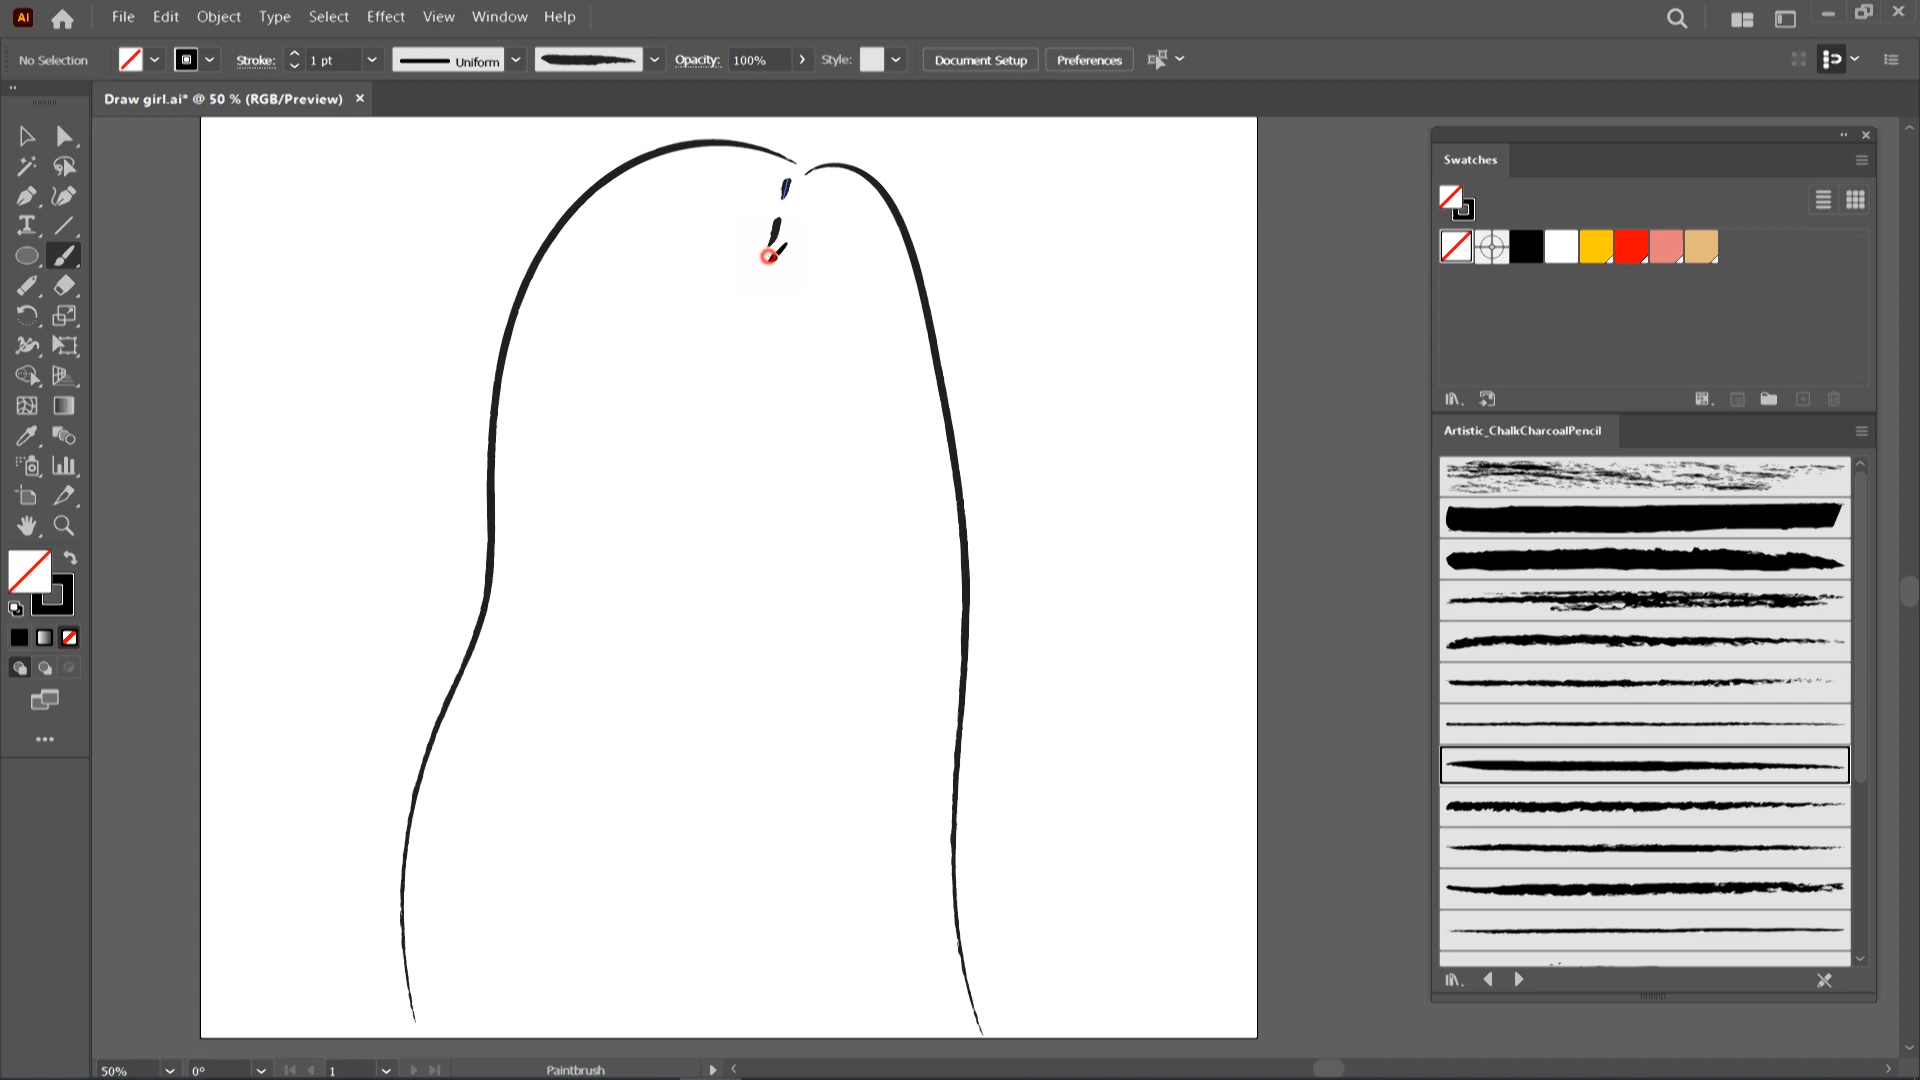 Ai File Edit Object Type Select Effect View Window Help
No Selection Stroke: 1 pt Uniform Opacity: 100% Style: Document Setup Preferences
Draw girl.ai* @ 50 % (RGB/Preview)
Swatches
Artistic_ChalkCharcoalPencil
50% 0° 1 Paintbrush